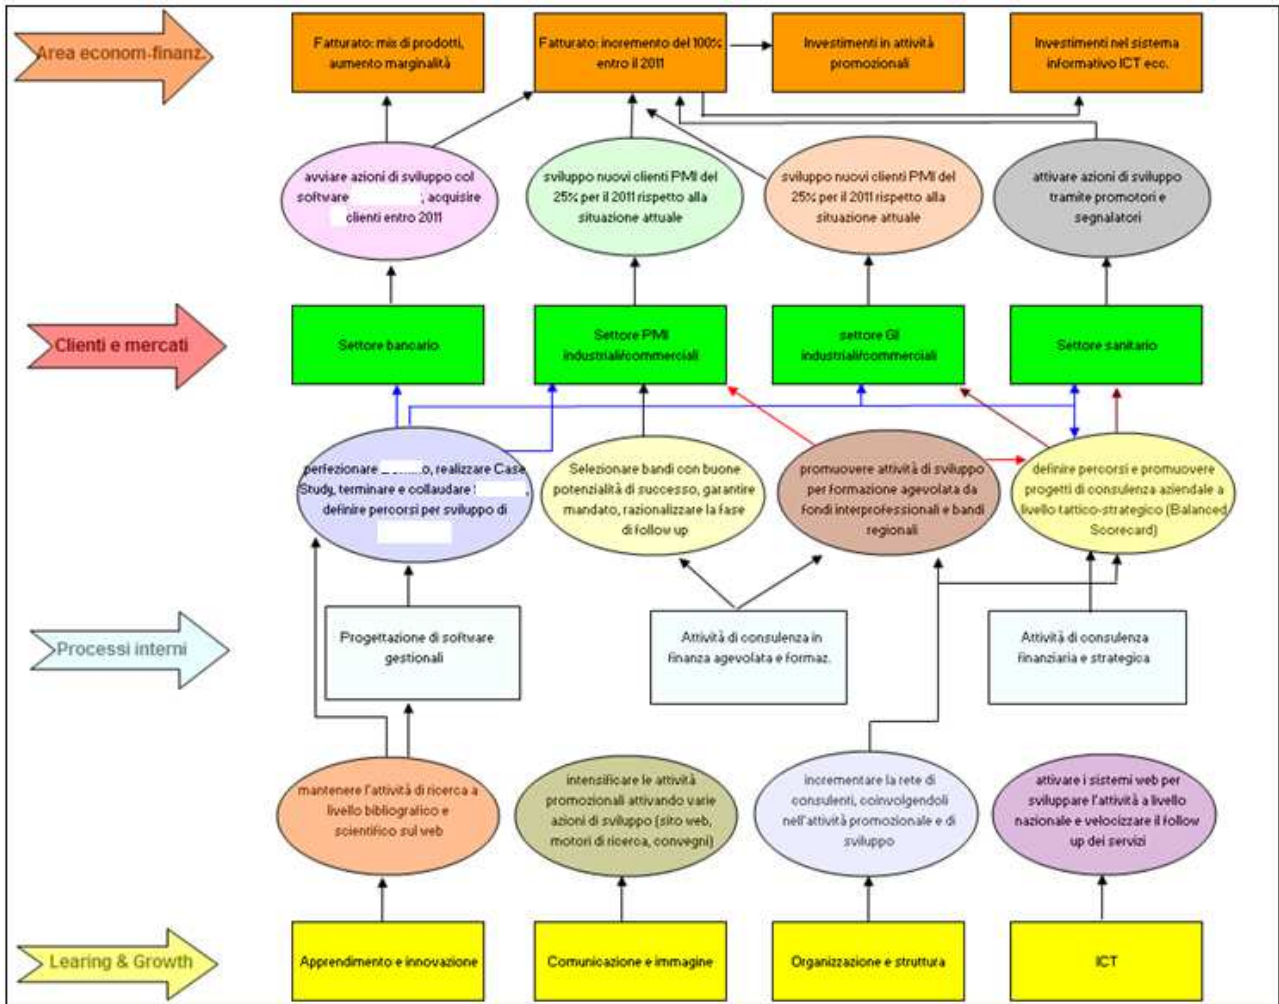 Area econom-finanz.
Fatturato: mis di prodotti,
aumento marginalità
Fatturato: incremento del 100%
entro il 2011
Investimenti in attività
promozionali
Investimenti nel sistema
informativo ICT ecc.
avviare azioni di sviluppo col
software , acquisire
clienti entro 2011
sviluppo nuovi clienti PMI del
25% per il 2011 rispetto alla
situazione attuale
sviluppo nuovi clienti PMI del
25% per il 2011 rispetto alla
situazione attuale
attivare azioni di sviluppo
tramite promotori e
segnalatori
Clienti e mercati
Settore bancario
Settore PMI
industriali/commerciali
settore GI
industriali/commerciali
Settore sanitario
perfezionare , realizzare Case
Study, terminare e collaudare ,
definire percorsi per sviluppo di
Selezionare bandi con buone
potenzialità di successo, garantire
mandato, razionalizzare la fase
di follow up
promuovere attività di sviluppo
per formazione agevolata da
fondi interprofessionali e bandi
regionali
definire percorsi e promuovere
progetti di consulenza aziendale a
livello tattico-strategico (Balanced
Scorecard)
Processi interni
Progettazione di software
gestionali
Attività di consulenza in
finanza agevolata e formaz.
Attività di consulenza
finanziaria e strategica
mantenere l'attività di ricerca a
livello bibliografico e
scientifico sul web
intensificare le attività
promozionali attivando varie
azioni di sviluppo (sito web,
motori di ricerca, convegni)
incrementare la rete di
consulenti, coinvolgendoli
nell'attività promozionale e di
sviluppo
attivare i sistemi web per
sviluppare l'attività a livello
nazionale e velocizzare il follow
up dei servizi
Learing & Growth
Apprendimento e innovazione
Comunicazione e immagine
Organizzazione e struttura
ICT